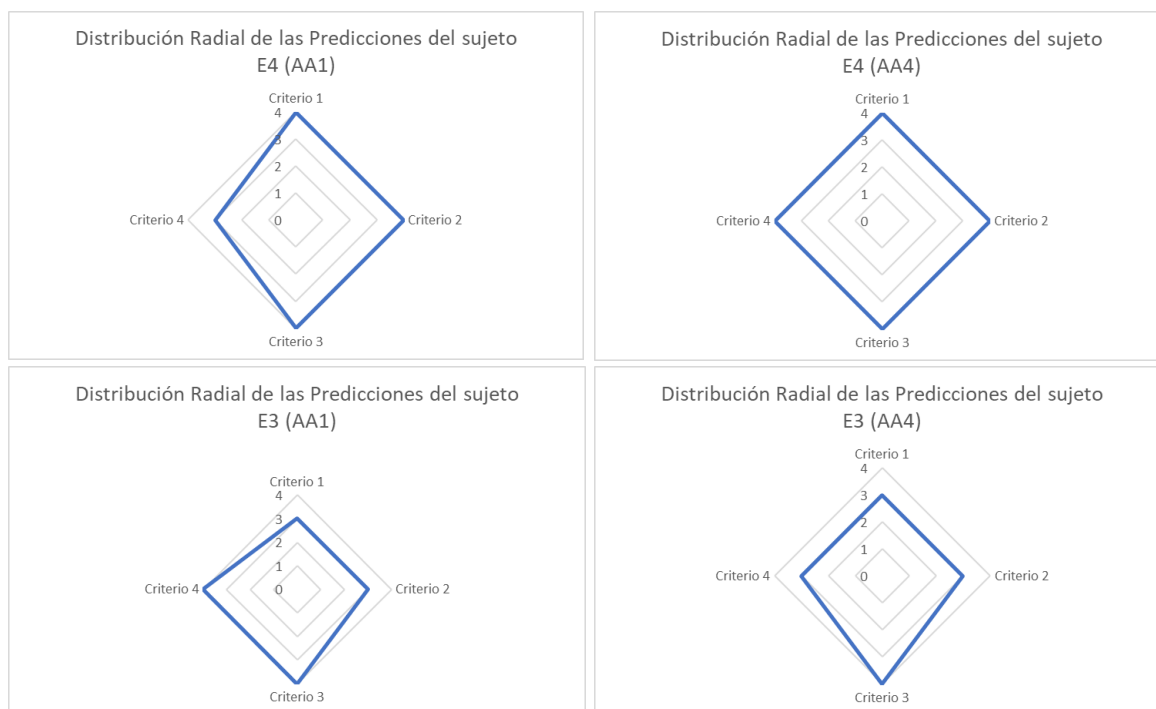 Distribución Radial de las Predicciones del sujeto
E4 (AA1)
Criterio 1
4
3
2
1
0
Criterio 4
Criterio 2
Criterio 3
Distribución Radial de las Predicciones del sujeto
E4 (AA4)
Criterio 1
4
3
2
1
0
Criterio 4
Criterio 2
Criterio 3
Distribución Radial de las Predicciones del sujeto
E3 (AA1)
Criterio 1
4
3
2
1
0
Criterio 4
Criterio 2
Criterio 3
Distribución Radial de las Predicciones del sujeto
E3 (AA4)
Criterio 1
4
3
2
1
0
Criterio 4
Criterio 2
Criterio 3